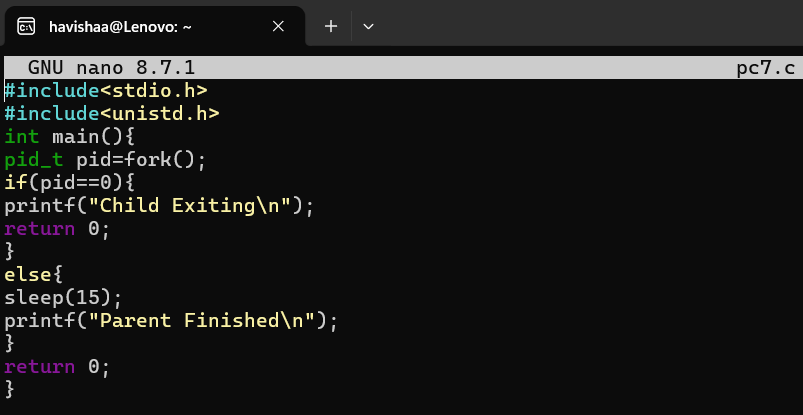 havishaa@Lenovo: ~
GNU nano 8.7.1 pc7.c
#include<stdio.h>
#include<unistd.h>
int main(){
pid_t pid=fork();
if(pid==0){
printf("Child Exiting\n");
return 0;
}
else{
sleep(15);
printf("Parent Finished\n");
}
return 0;
}